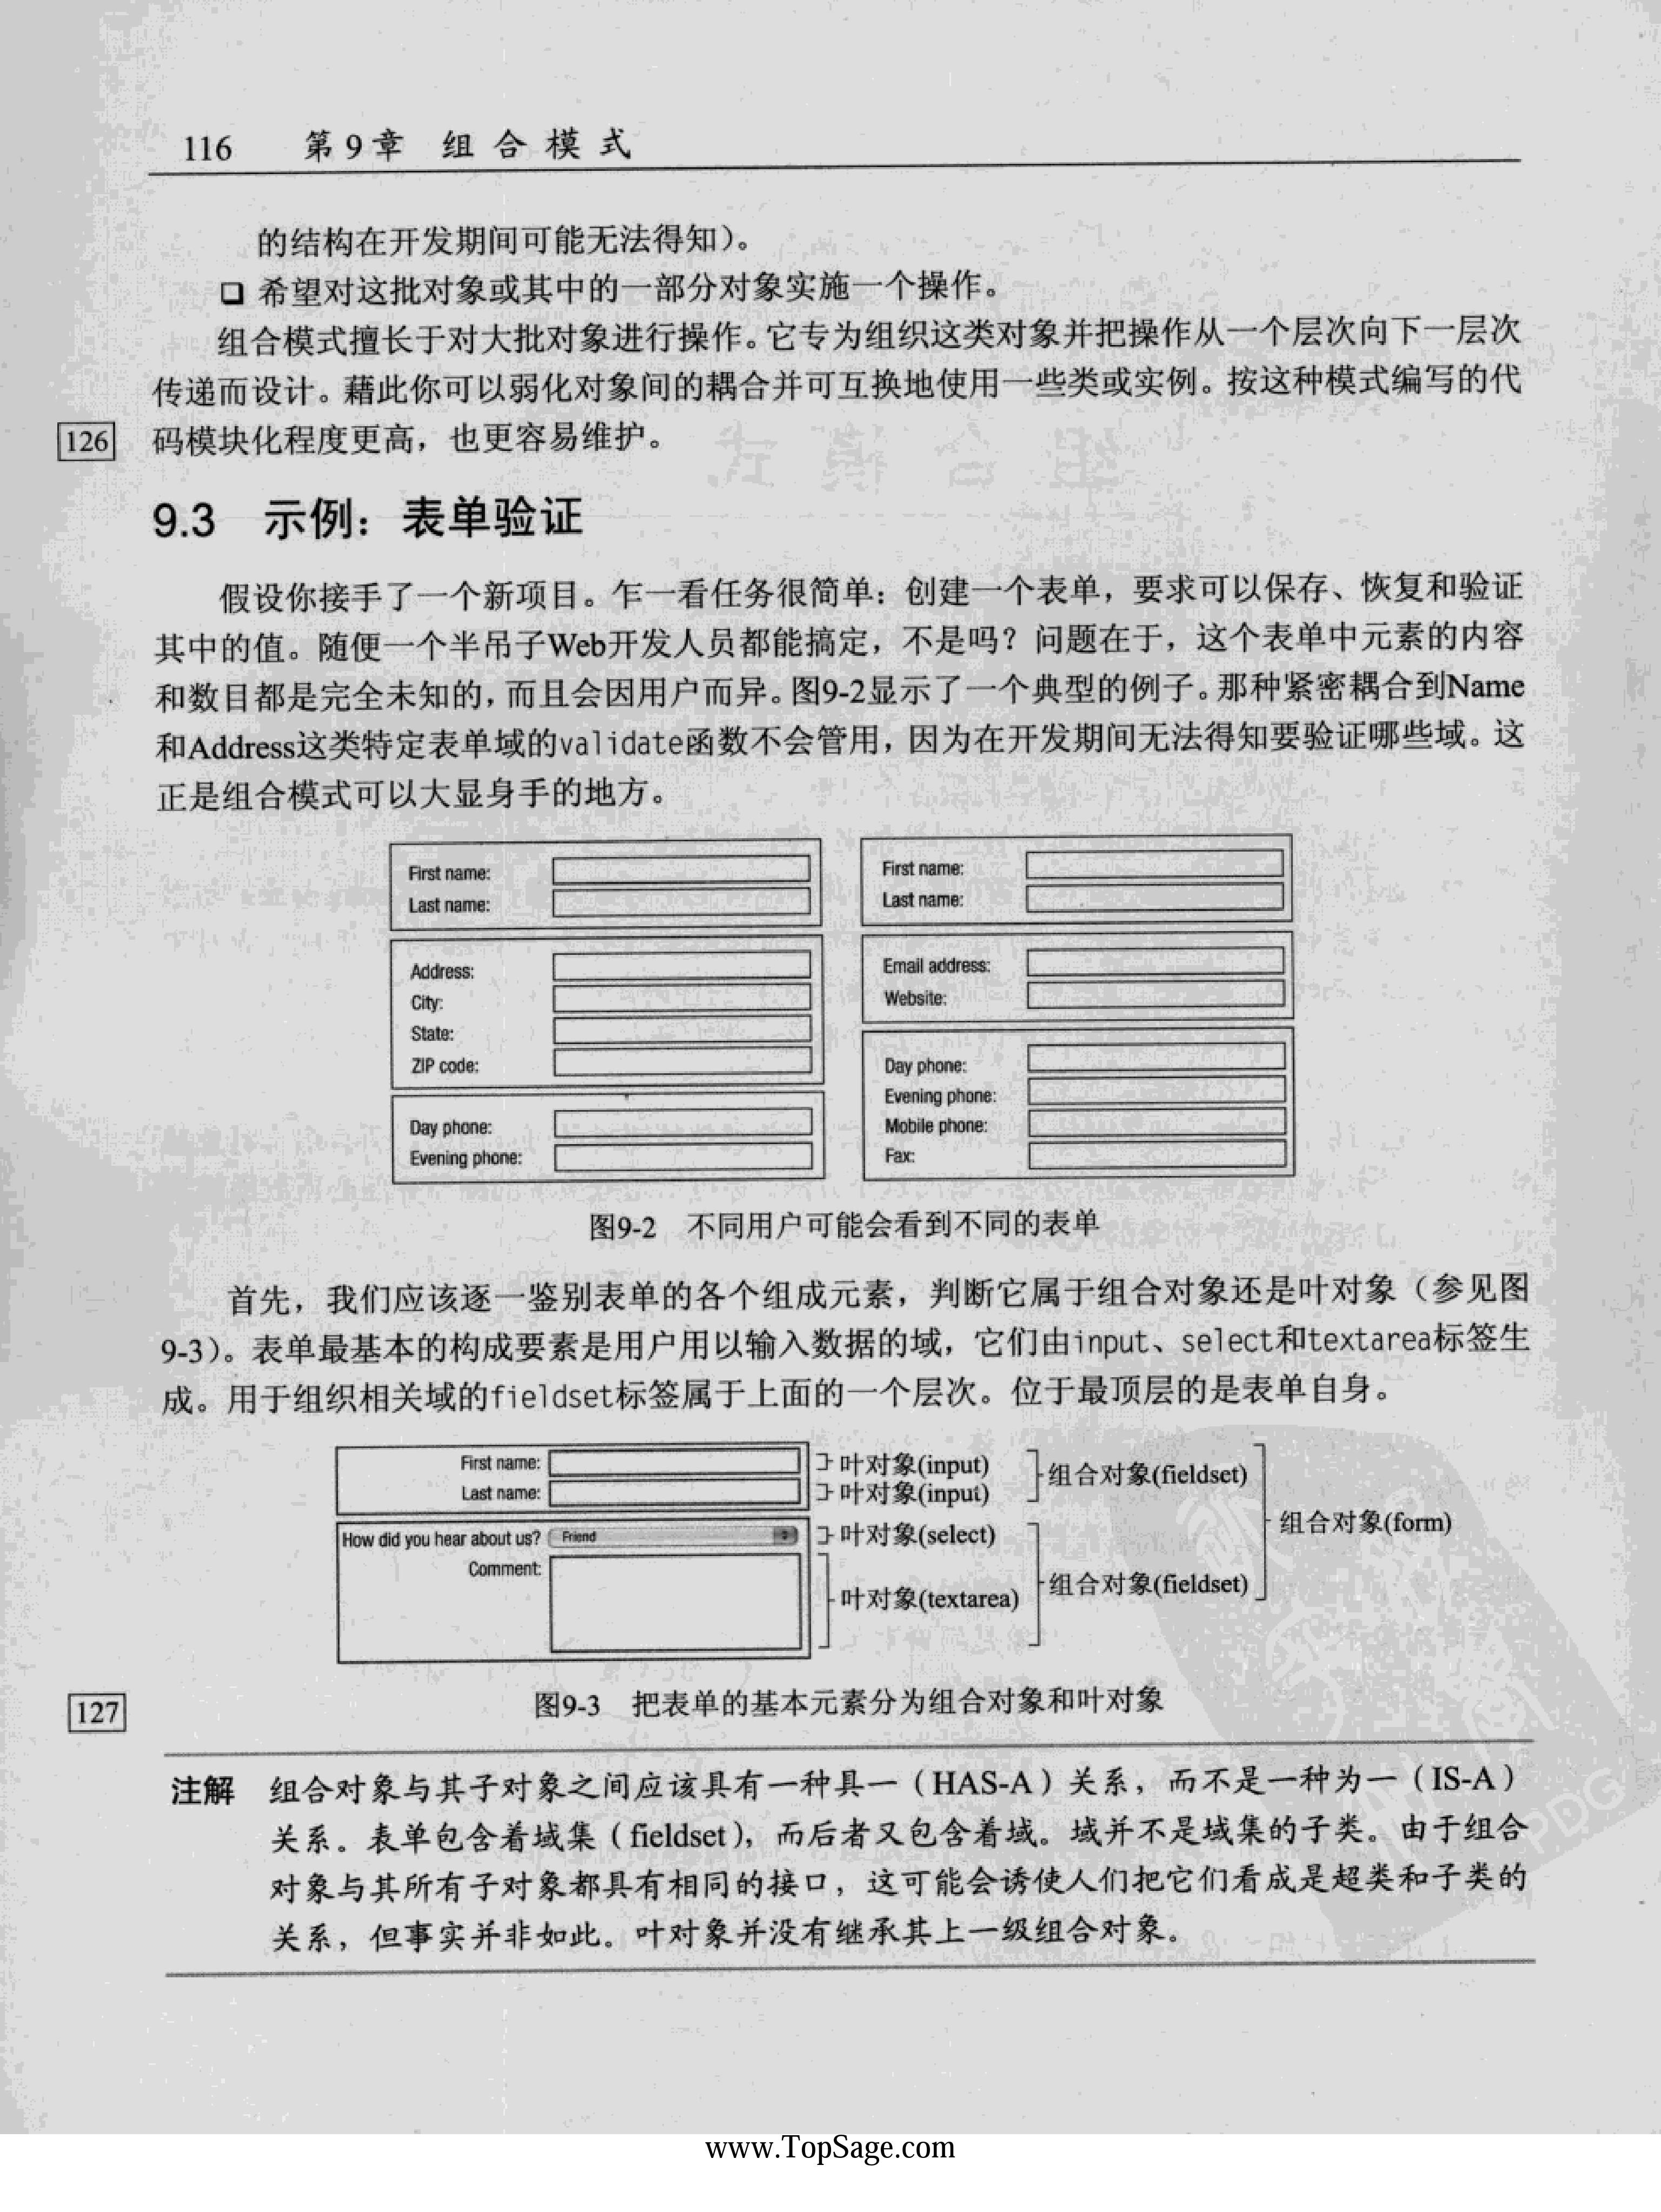 116 第9章 组合模式
的结构在开发期间可能无法得知）。
❑ 希望对这批对象或其中的一部分对象实施一个操作。
组合模式擅长于对大批对象进行操作。它专为组织这类对象并把操作从一个层次向下一层次
传递而设计。藉此你可以弱化对象间的耦合并可互换地使用一些类或实例。按这种模式编写的代
126 码模块化程度更高，也更容易维护。
9.3 示例：表单验证
假设你接手了一个新项目。乍一看任务很简单：创建一个表单，要求可以保存、恢复和验证
其中的值。随便一个半吊子Web开发人员都能搞定，不是吗？问题在于，这个表单中元素的内容
和数目都是完全未知的，而且会因用户而异。图9-2显示了一个典型的例子。那种紧密耦合到Name
和Address这类特定表单域的validate函数不会管用，因为在开发期间无法得知要验证哪些域。这
正是组合模式可以大显身手的地方。
First name:
Last name:
Address:
City:
State:
ZIP code:
Day phone:
Evening phone:
First name:
Last name:
Email address:
Website:
Day phone:
Evening phone:
Mobile phone:
Fax:
图9-2 不同用户可能会看到不同的表单
首先，我们应该逐一鉴别表单的各个组成元素，判断它属于组合对象还是叶对象（参见图
9-3）。表单最基本的构成要素是用户用以输入数据的域，它们由input、select和textarea标签生
成。用于组织相关域的fieldset标签属于上面的一个层次。位于最顶层的是表单自身。
First name:
Last name:
How did you hear about us? Friend
Comment:
叶对象(input)
叶对象(input)
叶对象(select)
叶对象(textarea)
组合对象(fieldset)
组合对象(fieldset)
组合对象(form)
图9-3 把表单的基本元素分为组合对象和叶对象
127
注解 组合对象与其子对象之间应该具有一种具一（HAS-A）关系，而不是一种为一（IS-A）
关系。表单包含着域集（fieldset），而后者又包含着域。域并不是域集的子类。由于组合
对象与其所有子对象都具有相同的接口，这可能会诱使人们把它们看成是超类和子类的
关系，但事实并非如此。叶对象并没有继承其上一级组合对象。
PDG
www.TopSage.com